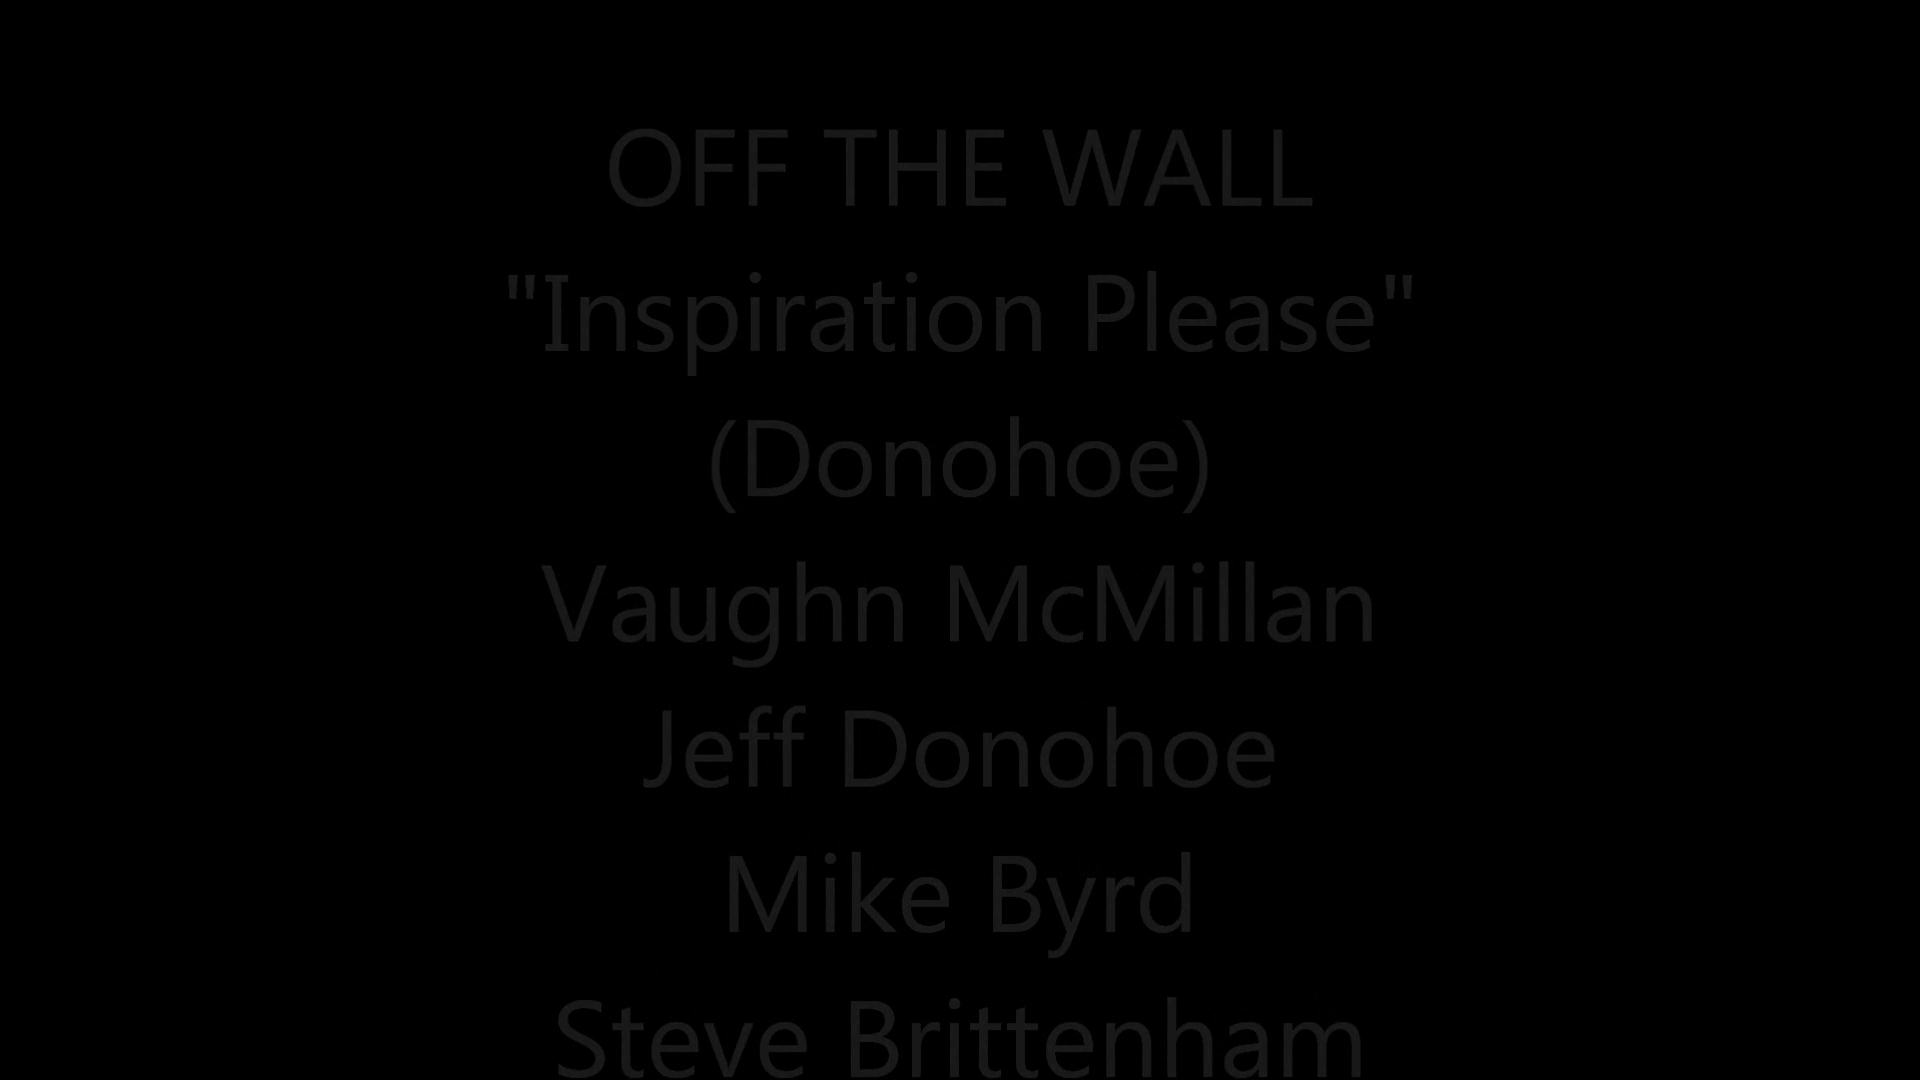 OFF THE WALL
"Inspiration Please"
(Donohoe)
Vaughn McMillan
Jeff Donohoe
Mike Byrd
Steve Brittenham